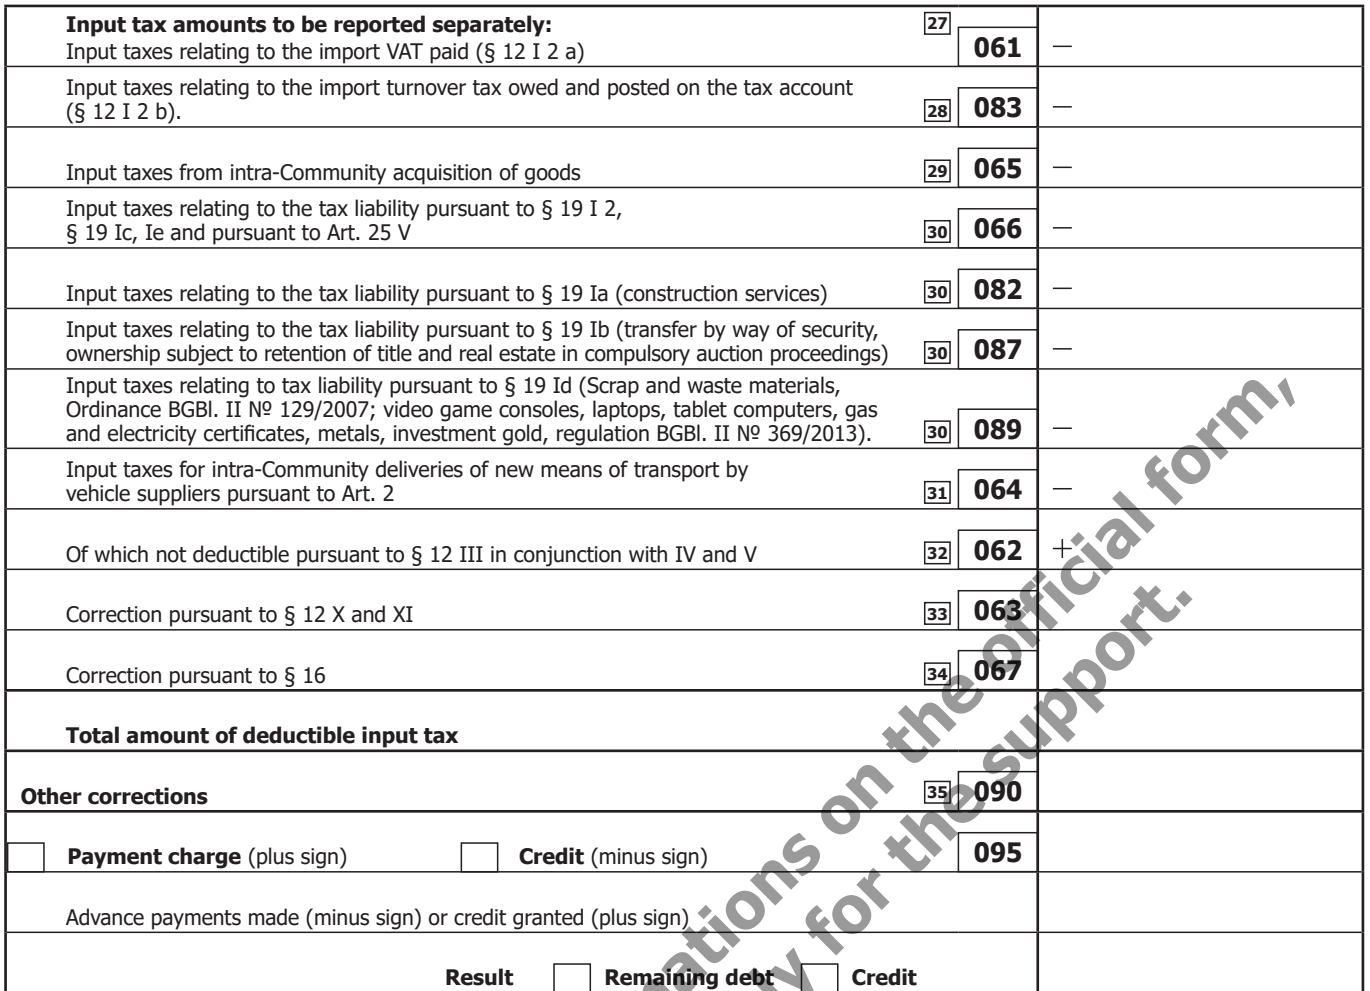 Input tax amounts to be reported separately: 27
Input taxes relating to the import VAT paid (§ 12 I 2 a) 061 −
Input taxes relating to the import turnover tax owed and posted on the tax account
(§ 12 I 2 b). 28 083 −
Input taxes from intra-Community acquisition of goods 29 065 −
Input taxes relating to the tax liability pursuant to § 19 I 2,
§ 19 Ic, Ie and pursuant to Art. 25 V 30 066 −
Input taxes relating to the tax liability pursuant to § 19 Ia (construction services) 30 082 −
Input taxes relating to the tax liability pursuant to § 19 Ib (transfer by way of security,
ownership subject to retention of title and real estate in compulsory auction proceedings) 30 087 −
Input taxes relating to tax liability pursuant to § 19 Id (Scrap and waste materials,
Ordinance BGBl. II Nº 129/2007; video game consoles, laptops, tablet computers, gas
and electricity certificates, metals, investment gold, regulation BGBl. II Nº 369/2013). 30 089 −
Input taxes for intra-Community deliveries of new means of transport by
vehicle suppliers pursuant to Art. 2 31 064 −
Of which not deductible pursuant to § 12 III in conjunction with IV and V 32 062 +
Correction pursuant to § 12 X and XI 33 063
Correction pursuant to § 16 34 067
Total amount of deductible input tax
Other corrections 35 090
Payment charge (plus sign) Credit (minus sign) 095
Advance payments made (minus sign) or credit granted (plus sign)
Result Remaining debt Credit
on the official form,
for the support.